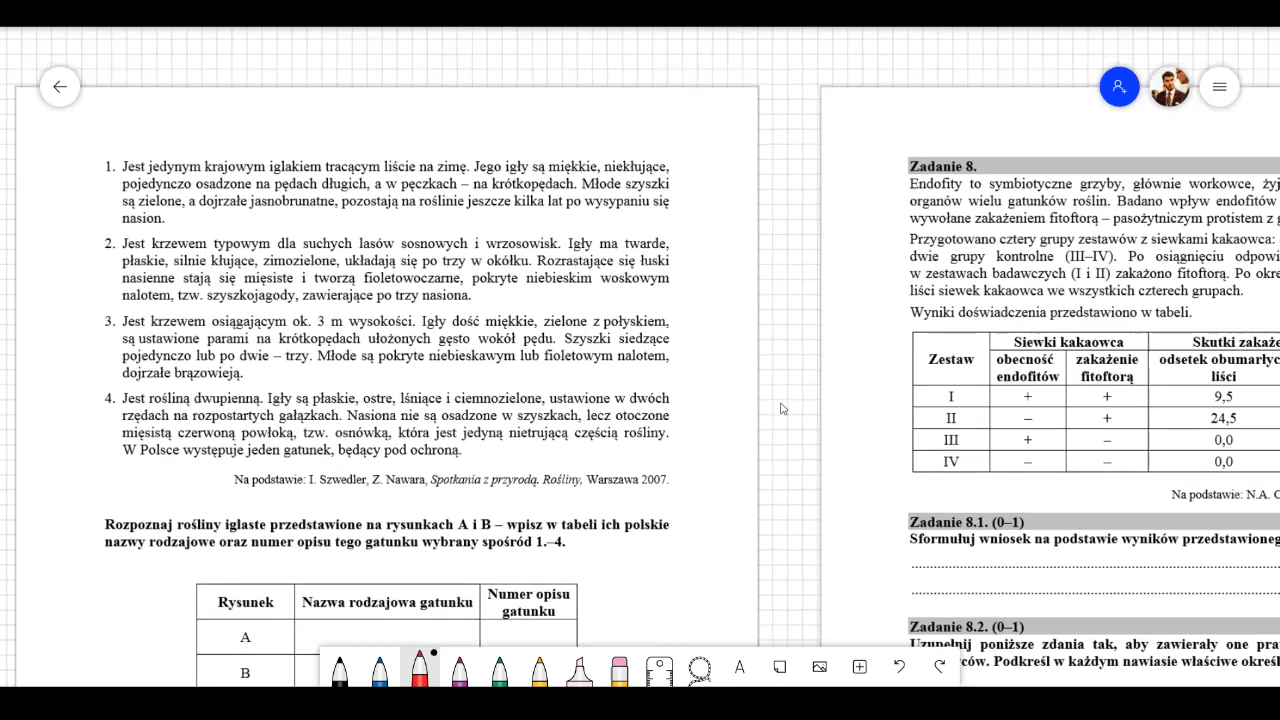 1. Jest jedynym krajowym iglakiem tracącym liście na zimę. Jego igły są miękkie, niekłujące,
pojedynczo osadzone na pędach długich, a w pęczkach – na krótkopędach. Młode szyszki
są zielone, a dojrzałe jasnobrunatne, pozostają na roślinie jeszcze kilka lat po wysypaniu się
nasion.
2. Jest krzewem typowym dla suchych lasów sosnowych i wrzosowisk. Igły ma twarde,
płaskie, silnie kłujące, zimozielone, układają się po trzy w okółku. Rozrastające się łuski
nasienne stają się mięsiste i tworzą fioletowoczarne, pokryte niebieskim woskowym
nalotem, tzw. szyszkojagody, zawierające po trzy nasiona.
3. Jest krzewem osiągającym ok. 3 m wysokości. Igły dość miękkie, zielone z połyskiem,
są ustawione parami na krótkopędach ułożonych gęsto wokół pędu. Szyszki siedzące
pojedynczo lub po dwie – trzy. Młode są pokryte niebieskawym lub fioletowym nalotem,
dojrzałe brązowieją.
4. Jest rośliną dwupienną. Igły są płaskie, ostre, lśniące i ciemnozielone, ustawione w dwóch
rzędach na rozpostartych gałązkach. Nasiona nie są osadzone w szyszkach, lecz otoczone
mięsistą czerwoną powłoką, tzw. osnówką, która jest jedyną nietrującą częścią rośliny.
W Polsce występuje jeden gatunek, będący pod ochroną.
Na podstawie: I. Szwedler, Z. Nawara, Spotkania z przyrodą. Rośliny, Warszawa 2007.
Rozpoznaj rośliny iglaste przedstawione na rysunkach A i B – wpisz w tabeli ich polskie
nazwy rodzajowe oraz numer opisu tego gatunku wybrany spośród 1.–4.
Rysunek Nazwa rodzajowa gatunku Numer opisu gatunku
A
B
Zadanie 8.
Endofity to symbiotyczne grzyby, głównie workowce, żyj
organów wielu gatunków roślin. Badano wpływ endofitów
wywołane zakażeniem fitoftorą – pasożytniczym protistem z g
Przygotowano cztery grupy zestawów z siewkami kakaowca:
dwie grupy kontrolne (III–IV). Po osiągnięciu odpowi
w zestawach badawczych (I i II) zakażono fitoftorą. Po okre
liści siewek kakaowca we wszystkich czterech grupach.
Wyniki doświadczenia przedstawiono w tabeli.
Siewki kakaowca Skutki zakaże
Zestaw obecność endofitów zakażenie fitoftorą odsetek obumarłyc liści
I + + 9,5
II – + 24,5
III + – 0,0
IV – – 0,0
Na podstawie: N.A. C
Zadanie 8.1. (0–1)
Sformułuj wniosek na podstawie wyników przedstawioneg
Zadanie 8.2. (0–1)
Uzupełnij poniższe zdania tak, aby zawierały one pra
ców. Podkreśl w każdym nawiasie właściwe okreś
A